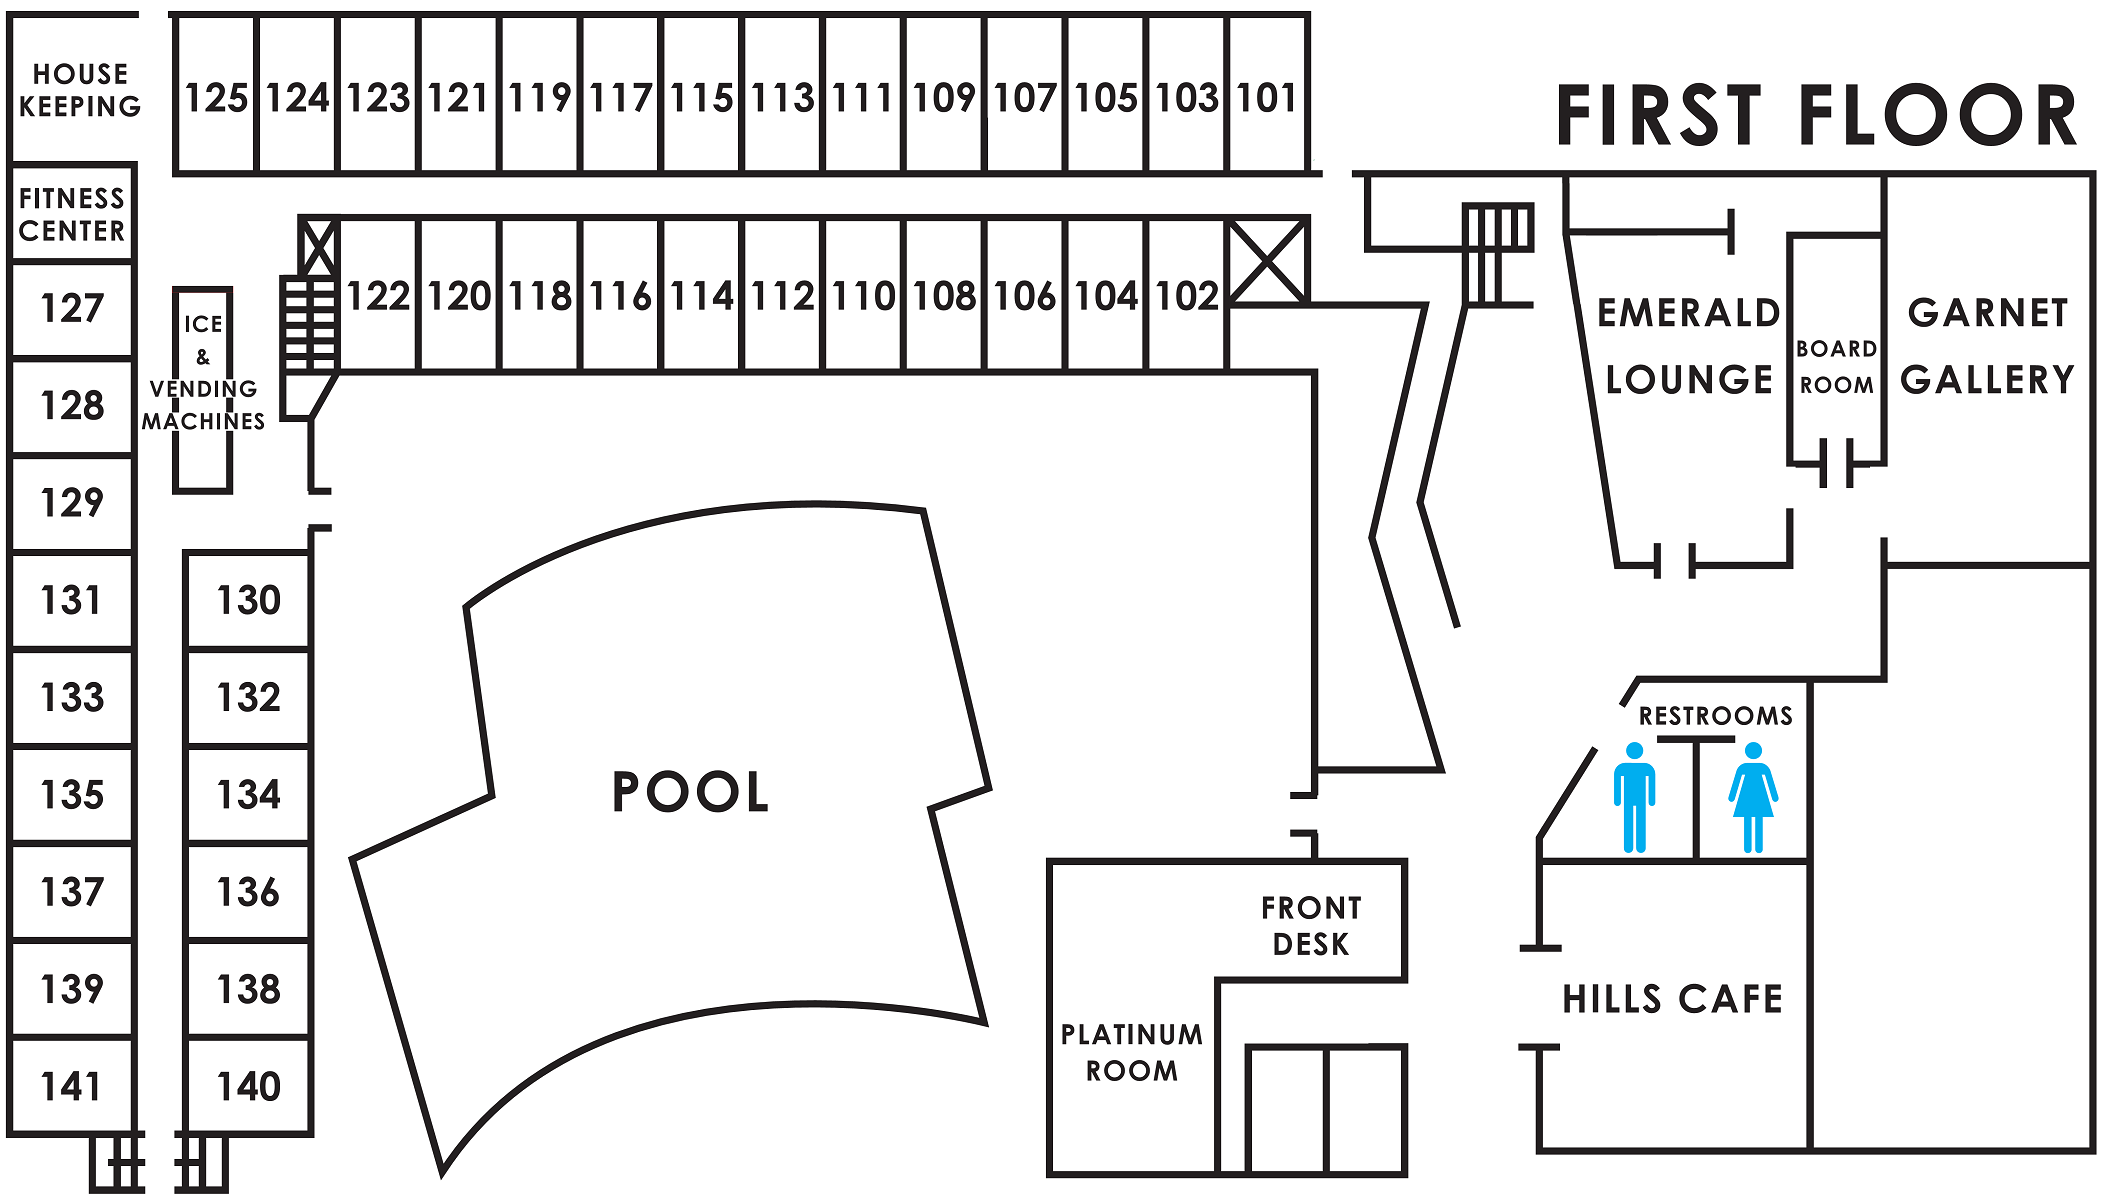 FIRST FLOOR
HOUSE
KEEPING
125 124 123 121 119 117 115 113 111 109 107 105 103 101
FITNESS
CENTER
122 120 118 116 114 112 110 108 106 104 102
127
128
129
131
133
135
137
139
141
ICE
&
VENDING
MACHINES
130
132
134
136
138
140
POOL
EMERALD
LOUNGE
BOARD
ROOM
GARNET
GALLERY
RESTROOMS
FRONT
DESK
PLATINUM
ROOM
HILLS CAFE